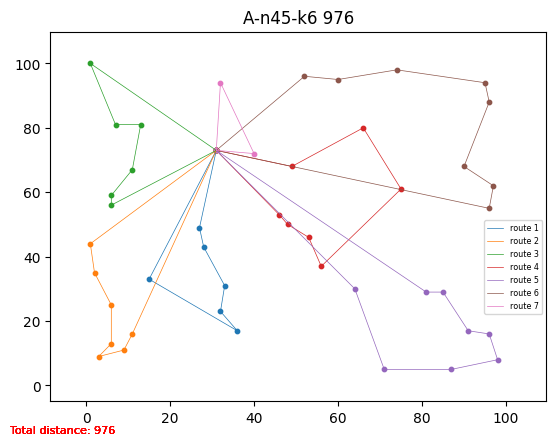 A-n45-k6 976
100
80
60
40
20
0
0 20 40 60 80 100
route 1
route 2
route 3
route 4
route 5
route 6
route 7
Total distance: 976